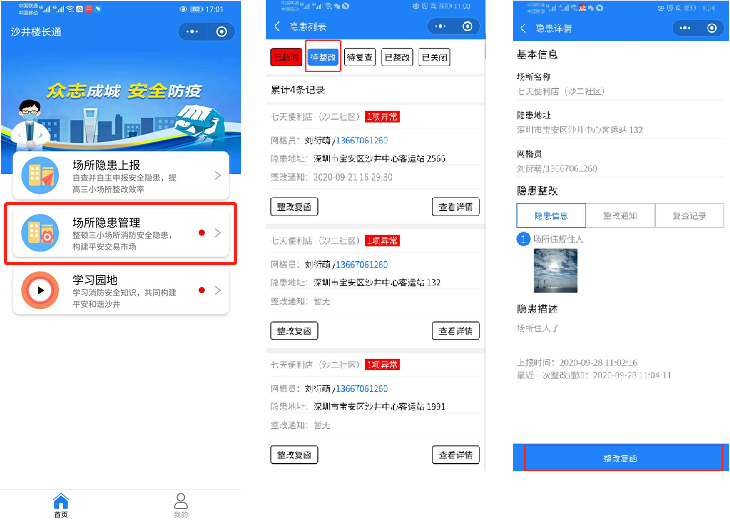 中国电信
中国移动
17:01
沙井楼长通
众志成城 安全防疫
场所隐患上报
自查并自主申报安全隐患，提
高三小场所整改效率
场所隐患管理
整顿三小场所消防安全隐患，
构建平安交易市场
学习园地
学习消防安全知识，共同构建
平安和谐沙井
首页
我的
11:03
隐患列表
待整改
待复查
已整改
已关闭
累计4条记录
七天便利店（沙二社区） 1项异常
网格员：刘衍萌/13667061260
隐患地址：深圳市宝安区沙井中心客运站 2566
整改通知：2020-09-21 16:29:30
整改复函
查看详情
七天便利店（沙二社区） 1项异常
网格员：刘衍萌/13667061260
隐患地址：深圳市宝安区沙井中心客运站 132
整改通知：暂无
整改复函
查看详情
七天便利店（沙二社区） 1项异常
网格员：刘衍萌/13667061260
隐患地址：深圳市宝安区沙井中心客运站 1991
整改通知：暂无
整改复函
查看详情
隐患详情
基本信息
场所名称
七天便利店（沙二社区）
隐患地址
深圳市宝安区沙井中心客运站 132
网格员
刘衍萌/13667061260
隐患整改
隐患信息
整改通知
复查记录
1 场所违规住人
隐患描述
场所住人了
上报时间：2020-09-28 11:02:16
最近一次整改通知：2020-09-28 11:04:11
整改复函